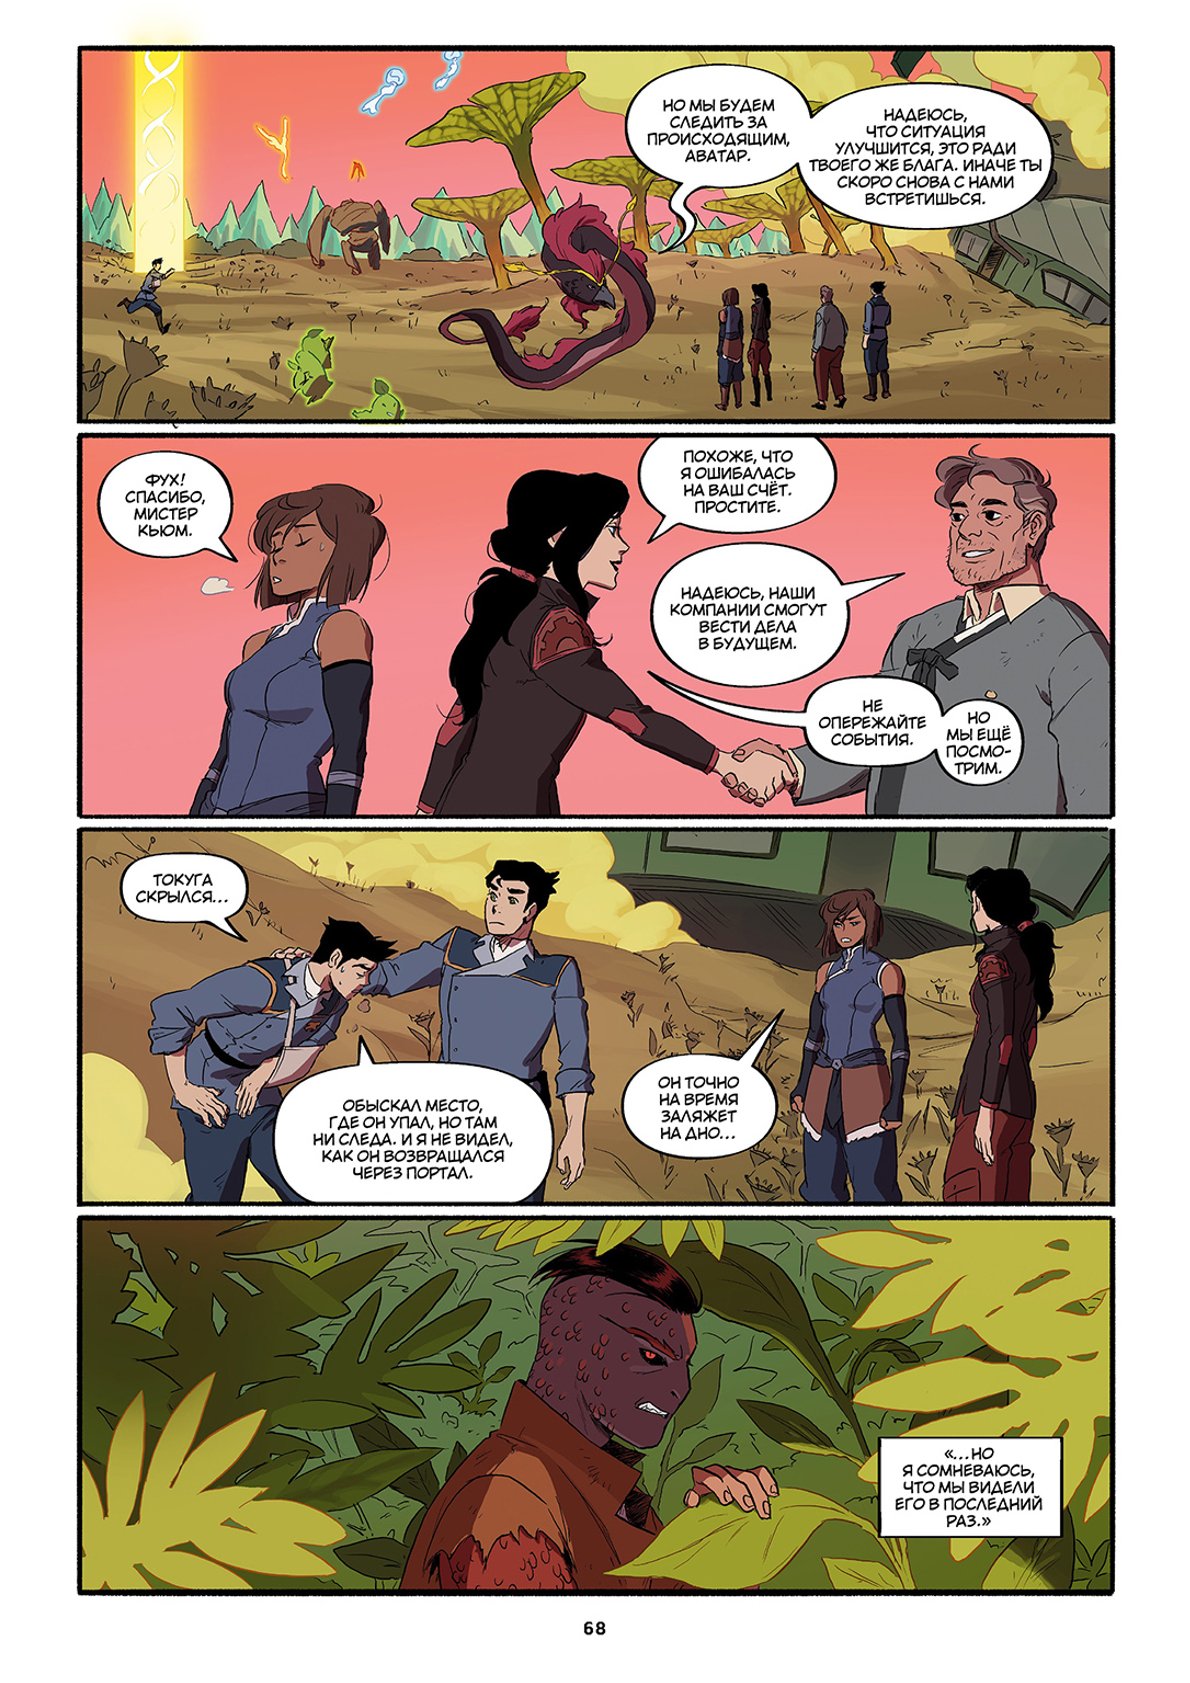 НО МЫ БУДЕМ
СЛЕДИТЬ ЗА
ПРОИСХОДЯЩИМ,
АВАТАР.
НАДЕЮСЬ,
ЧТО СИТУАЦИЯ
УЛУЧШИТСЯ, ЭТО РАДИ
ТВОЕГО ЖЕ БЛАГА. ИНАЧЕ ТЫ
СКОРО СНОВА С НАМИ
ВСТРЕТИШЬСЯ.
ФУХ!
СПАСИБО,
МИСТЕР
КЬЮМ.
ПОХОЖЕ, ЧТО
Я ОШИБАЛАСЬ
НА ВАШ СЧЁТ.
ПРОСТИТЕ.
НАДЕЮСЬ, НАШИ
КОМПАНИИ СМОГУТ
ВЕСТИ ДЕЛА
В БУДУЩЕМ.
НЕ
ОПЕРЕЖАЙТЕ
СОБЫТИЯ.
НО
МЫ ЕЩЁ
ПОСМО-
ТРИМ.
ТОКУГА
СКРЫЛСЯ...
ОБЫСКАЛ МЕСТО,
ГДЕ ОН УПАЛ, НО ТАМ
НИ СЛЕДА. И Я НЕ ВИДЕЛ,
КАК ОН ВОЗВРАЩАЛСЯ
ЧЕРЕЗ ПОРТАЛ.
ОН ТОЧНО
НА ВРЕМЯ
ЗАЛЯЖЕТ
НА ДНО...
«...НО
Я СОМНЕВАЮСЬ,
ЧТО МЫ ВИДЕЛИ
ЕГО В ПОСЛЕДНИЙ
РАЗ.»
68